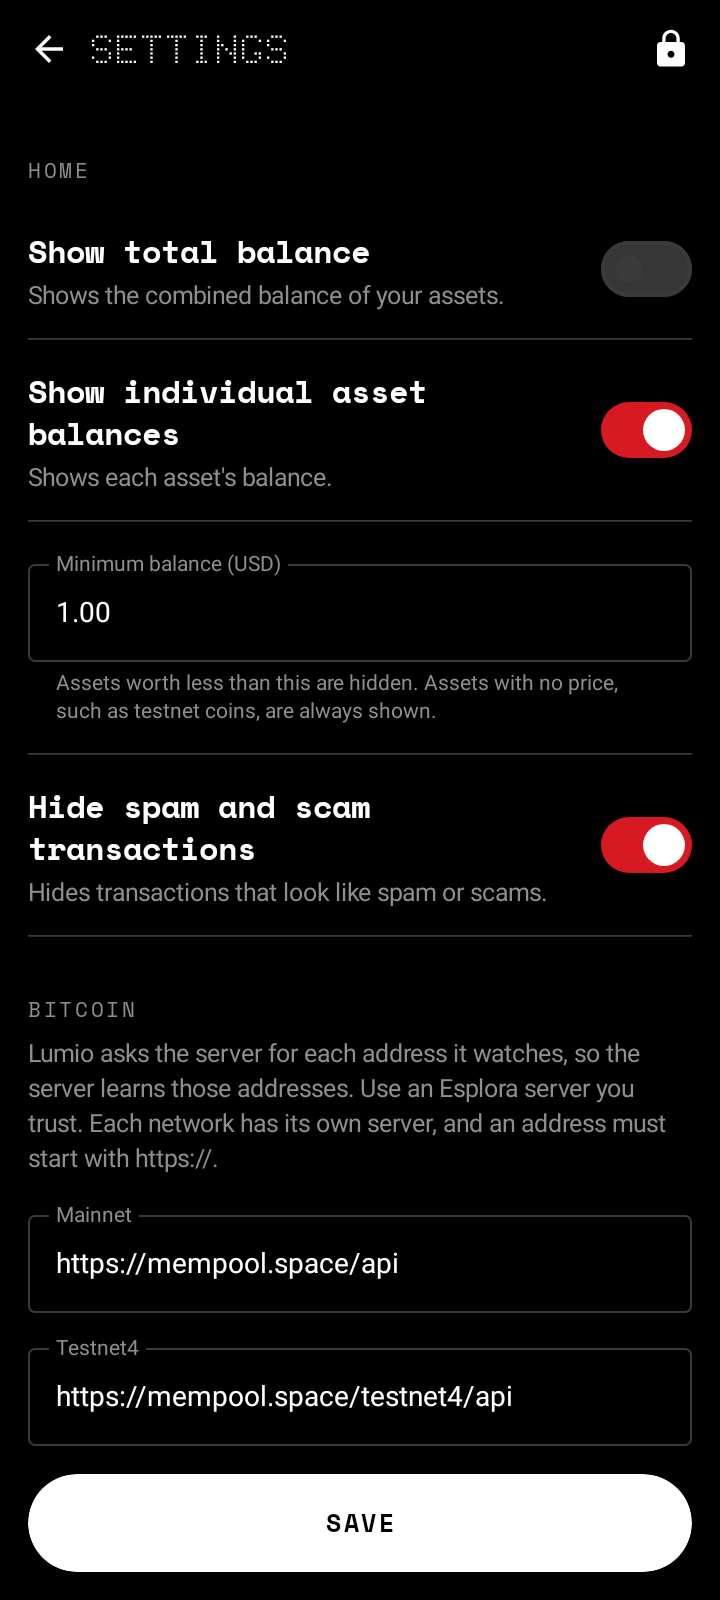 SETTINGS
HOME
Show total balance
Shows the combined balance of your assets.
Show individual asset
balances
Shows each asset's balance.
Minimum balance (USD)
1.00
Assets worth less than this are hidden. Assets with no price,
such as testnet coins, are always shown.
Hide spam and scam
transactions
Hides transactions that look like spam or scams.
BITCOIN
Lumio asks the server for each address it watches, so the
server learns those addresses. Use an Esplora server you
trust. Each network has its own server, and an address must
start with https://.
Mainnet
https://mempool.space/api
Testnet4
https://mempool.space/testnet4/api
SAVE